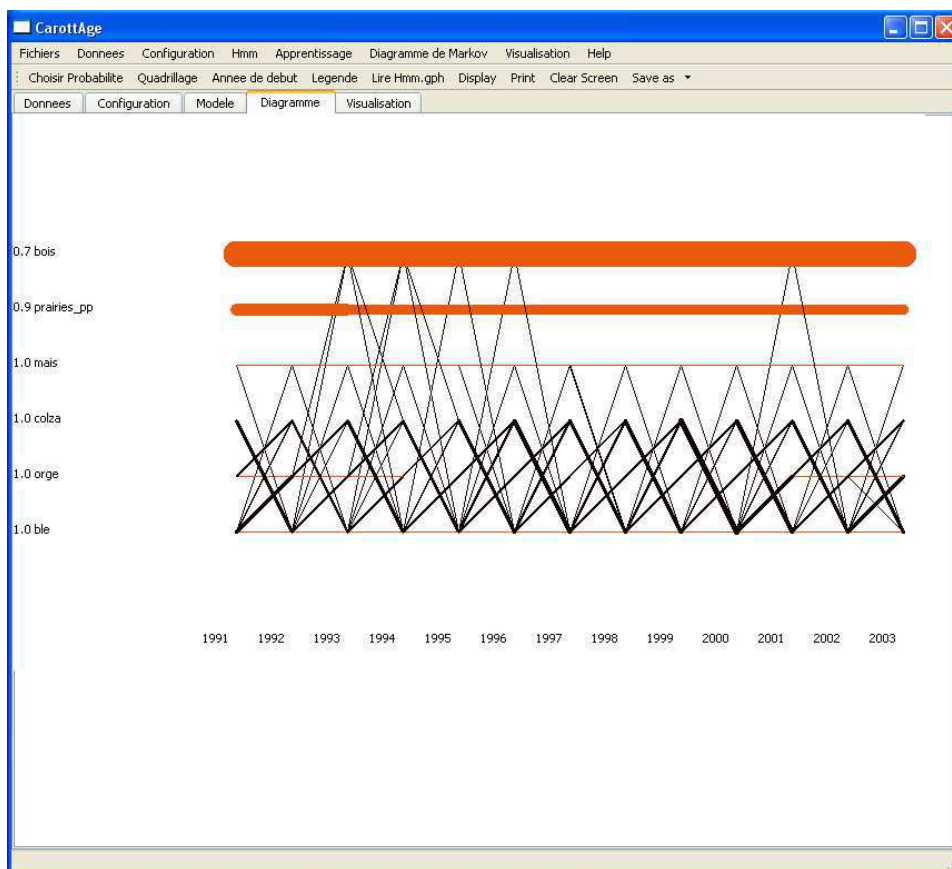 CarottAge
Fichiers Donnees Configuration Hmm Apprentissage Diagramme de Markov Visualisation Help
Choisir Probabilite Quadrillage Annee de debut Legende Lire Hmm.gph Display Print Clear Screen Save as
Donnees Configuration Modele Diagramme Visualisation
0.7 bois
0.9 prairies_pp
1.0 mais
1.0 colza
1.0 orge
1.0 ble
1991 1992 1993 1994 1995 1996 1997 1998 1999 2000 2001 2002 2003